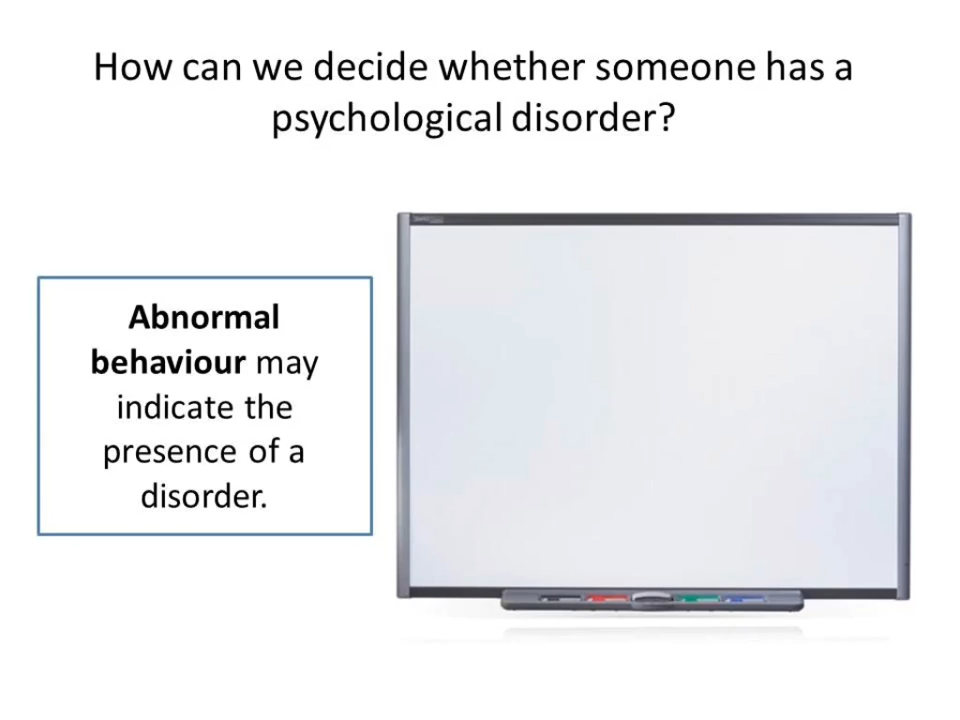 How can we decide whether someone has a
psychological disorder?
Abnormal
behaviour may
indicate the
presence of a
disorder.